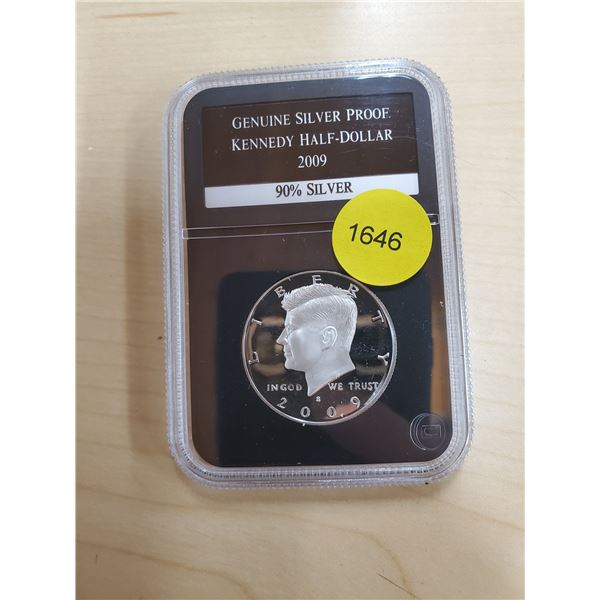 GENUINE SILVER PROOF
KENNEDY HALF-DOLLAR
2009
90% SILVER
1646
LIBERTY
IN GOD WE TRUST
S
2009